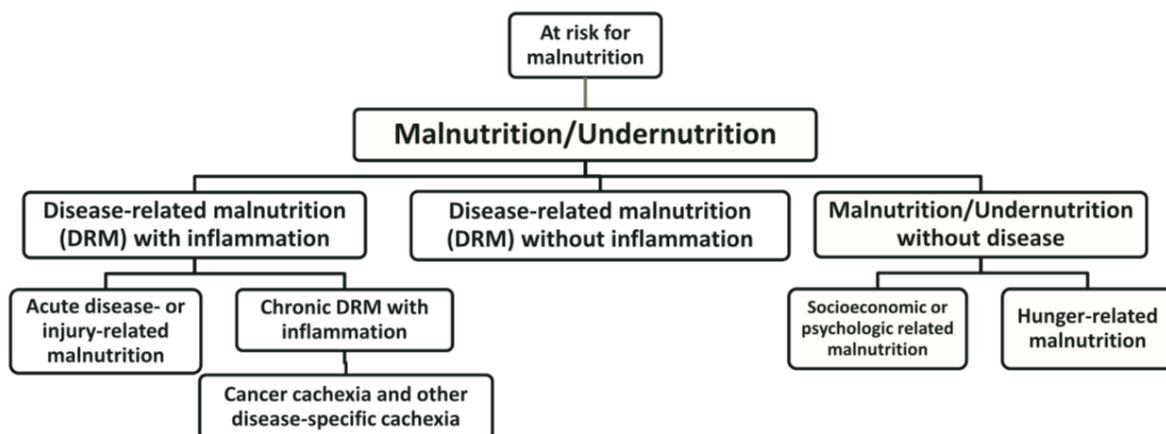 At risk for
malnutrition
Malnutrition/Undernutrition
Disease-related malnutrition
(DRM) with inflammation
Disease-related malnutrition
(DRM) without inflammation
Malnutrition/Undernutrition
without disease
Acute disease- or
injury-related
malnutrition
Chronic DRM with
inflammation
Socioeconomic or
psychologic related
malnutrition
Hunger-related
malnutrition
Cancer cachexia and other
disease-specific cachexia